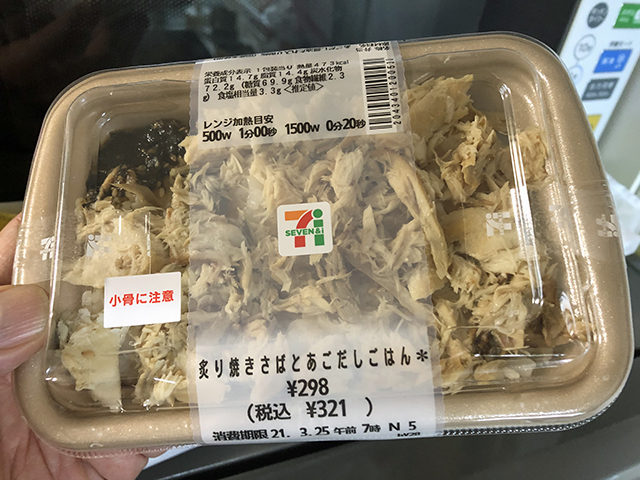 栄養成分表示 1包装当り 熱量473kcal
蛋白質14.7g 脂質14.4g 炭水化物
72.2g (糖質69.9g 食物繊維2.3
g) 食塩相当量3.3g <推定値>
レンジ加熱目安
500W 1分00秒 1500W 0分20秒
7i
SEVEN&i
小骨に注意
炙り焼きさばとあごだしごはん*
¥298
(税込 ¥321 )
消費期限 21. 3.25 午前 7時 N 5